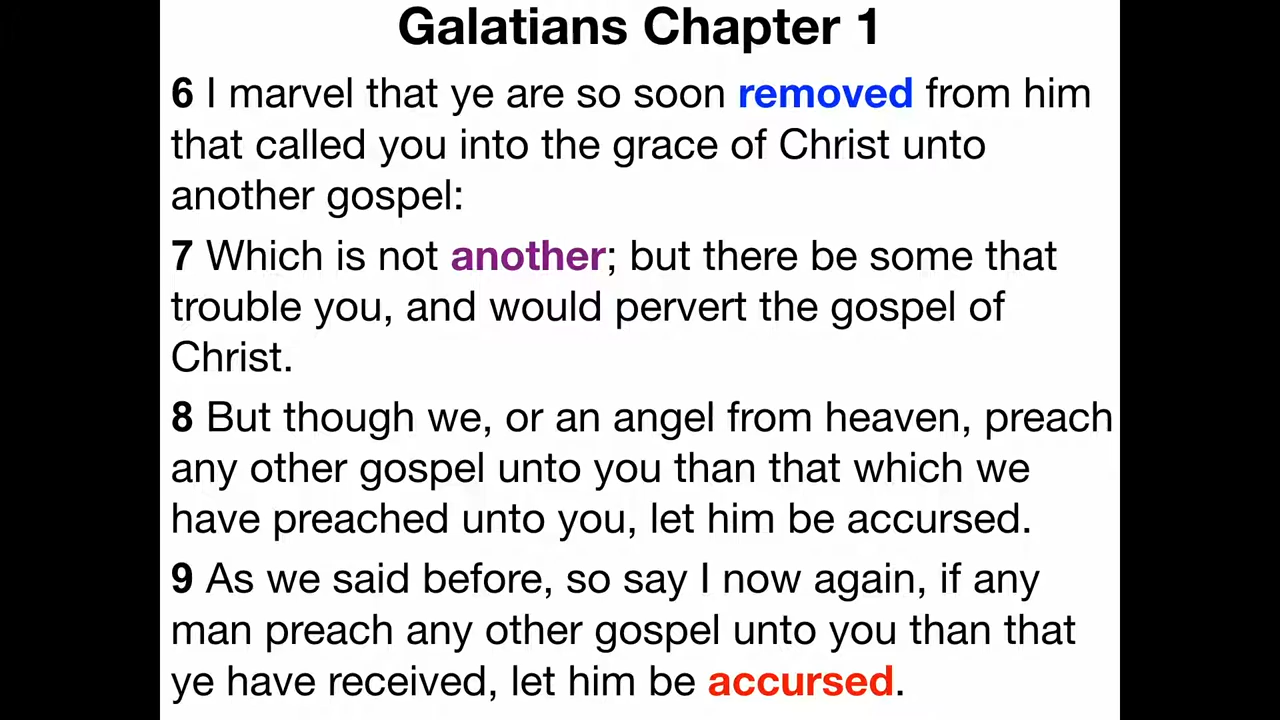 Galatians Chapter 1
6 I marvel that ye are so soon removed from him
that called you into the grace of Christ unto
another gospel:
7 Which is not another; but there be some that
trouble you, and would pervert the gospel of
Christ.
8 But though we, or an angel from heaven, preach
any other gospel unto you than that which we
have preached unto you, let him be accursed.
9 As we said before, so say I now again, if any
man preach any other gospel unto you than that
ye have received, let him be accursed.